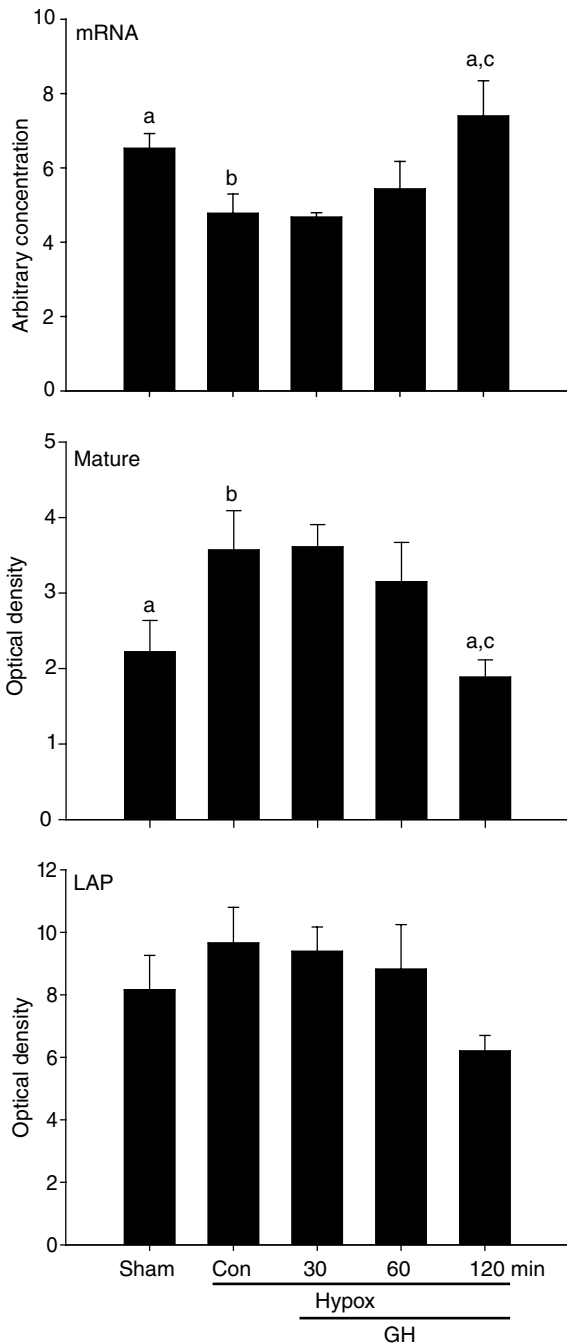 mRNA
Arbitrary concentration
10
8
6
4
2
0
a
b
a,c
Mature
Optical density
5
4
3
2
1
0
a
b
a,c
LAP
Optical density
12
10
8
6
4
2
0
Sham Con 30 60 120 min
Hypox
GH